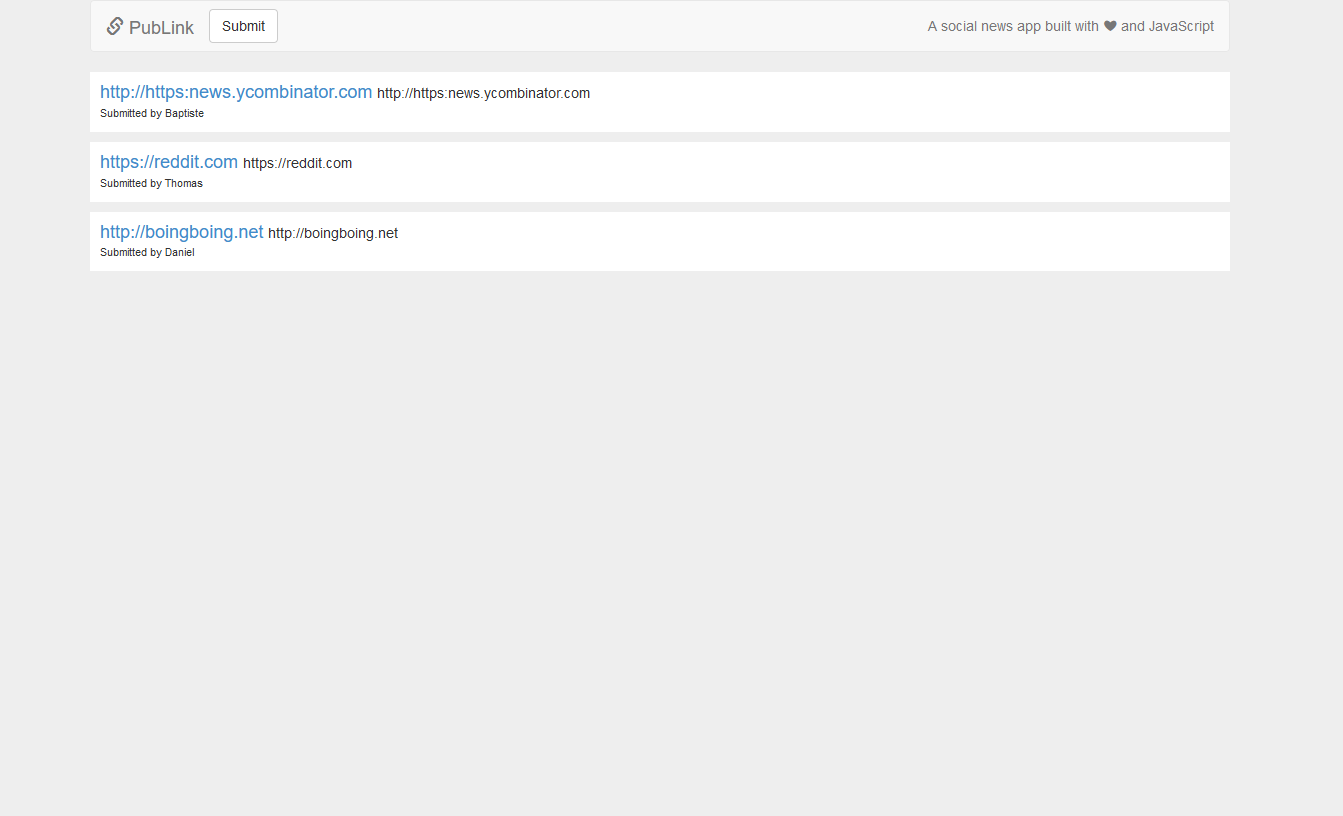 PubLink Submit A social news app built with ❤ and JavaScript
http://https:news.ycombinator.com http://https:news.ycombinator.com
Submitted by Baptiste
https://reddit.com https://reddit.com
Submitted by Thomas
http://boingboing.net http://boingboing.net
Submitted by Daniel